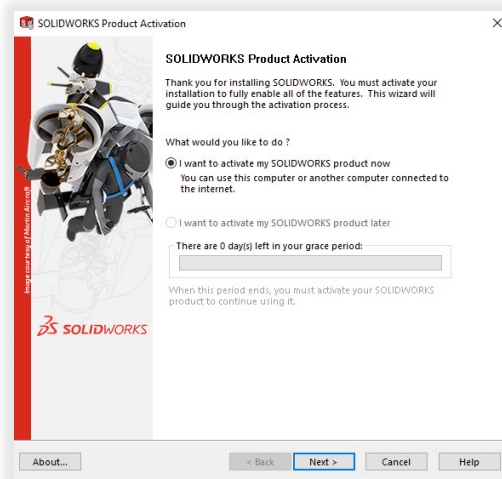 SOLIDWORKS Product Activation
SOLIDWORKS Product Activation
Thank you for installing SOLIDWORKS. You must activate your
installation to fully enable all of the features. This wizard will
guide you through the activation process.
What would you like to do ?
I want to activate my SOLIDWORKS product now
You can use this computer or another computer connected to
the internet.
I want to activate my SOLIDWORKS product later
There are 0 day(s) left in your grace period:
When this period ends, you must activate your SOLIDWORKS
product to continue using it.
Image courtesy of Martin Aircraft
SOLIDWORKS
About...
< Back
Next >
Cancel
Help